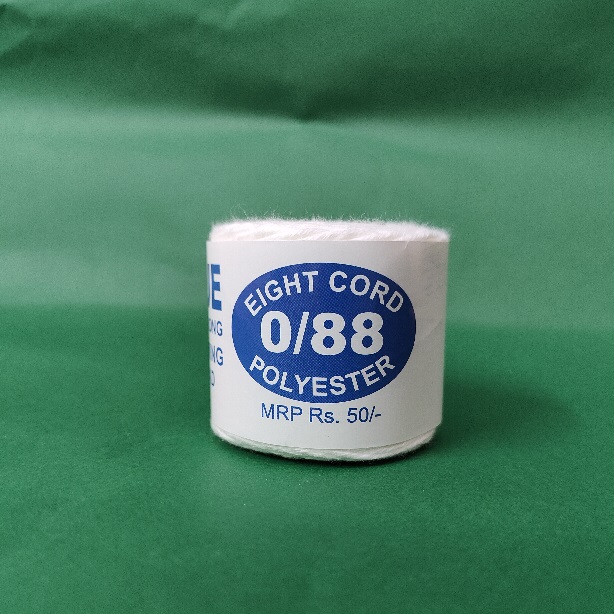 EIGHT CORD
0/88
POLYESTER
MRP Rs. 50/-